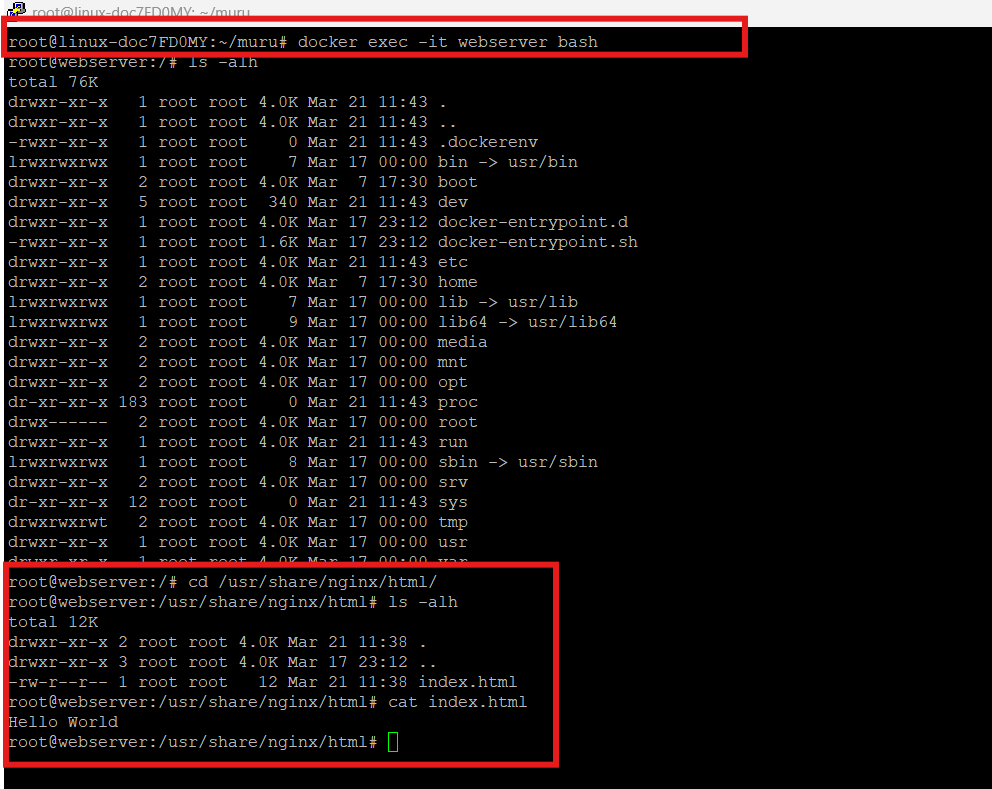 root@linux-doc7FD0MY: ~/muru
root@linux-doc7FD0MY:~/muru# docker exec -it webserver bash
root@webserver:/# ls -alh
total 76K
drwxr-xr-x   1 root root 4.0K Mar 21 11:43 .
drwxr-xr-x   1 root root 4.0K Mar 21 11:43 ..
-rwxr-xr-x   1 root root    0 Mar 21 11:43 .dockerenv
lrwxrwxrwx   1 root root    7 Mar 17 00:00 bin -> usr/bin
drwxr-xr-x   2 root root 4.0K Mar  7 17:30 boot
drwxr-xr-x   5 root root  340 Mar 21 11:43 dev
drwxr-xr-x   1 root root 4.0K Mar 17 23:12 docker-entrypoint.d
-rwxr-xr-x   1 root root 1.6K Mar 17 23:12 docker-entrypoint.sh
drwxr-xr-x   1 root root 4.0K Mar 21 11:43 etc
drwxr-xr-x   2 root root 4.0K Mar  7 17:30 home
lrwxrwxrwx   1 root root    7 Mar 17 00:00 lib -> usr/lib
lrwxrwxrwx   1 root root    9 Mar 17 00:00 lib64 -> usr/lib64
drwxr-xr-x   2 root root 4.0K Mar 17 00:00 media
drwxr-xr-x   2 root root 4.0K Mar 17 00:00 mnt
drwxr-xr-x   2 root root 4.0K Mar 17 00:00 opt
dr-xr-xr-x 183 root root    0 Mar 21 11:43 proc
drwx------   2 root root 4.0K Mar 17 00:00 root
drwxr-xr-x   1 root root 4.0K Mar 21 11:43 run
lrwxrwxrwx   1 root root    8 Mar 17 00:00 sbin -> usr/sbin
drwxr-xr-x   2 root root 4.0K Mar 17 00:00 srv
dr-xr-xr-x  12 root root    0 Mar 21 11:43 sys
drwxrwxrwt   2 root root 4.0K Mar 17 00:00 tmp
drwxr-xr-x   1 root root 4.0K Mar 17 00:00 usr
drwxr-xr-x   1 root root 4.0K Mar 17 00:00 var
root@webserver:/# cd /usr/share/nginx/html/
root@webserver:/usr/share/nginx/html# ls -alh
total 12K
drwxr-xr-x 2 root root 4.0K Mar 21 11:38 .
drwxr-xr-x 3 root root 4.0K Mar 17 23:12 ..
-rw-r--r-- 1 root root   12 Mar 21 11:38 index.html
root@webserver:/usr/share/nginx/html# cat index.html
Hello World
root@webserver:/usr/share/nginx/html#